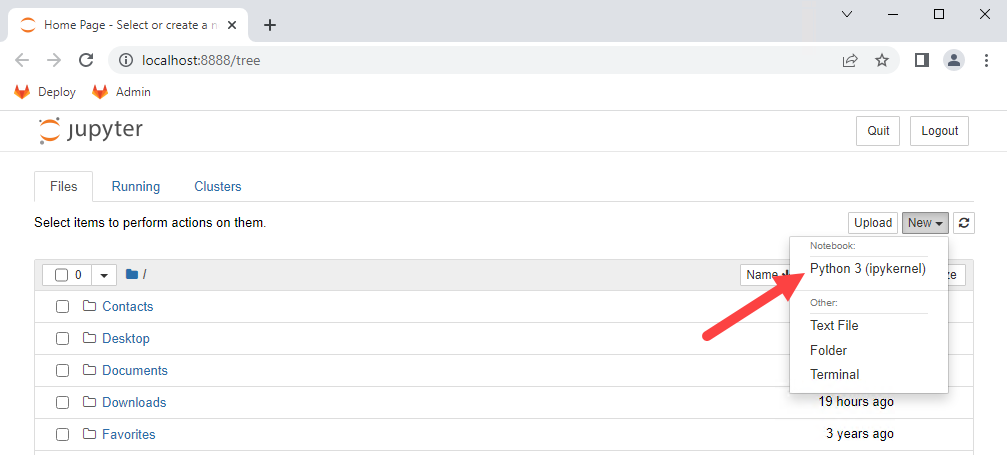 Home Page - Select or create a n
localhost:8888/tree
Deploy Admin
jupyter
Quit Logout
Files Running Clusters
Select items to perform actions on them.
Upload New
Notebook:
0 / Name ze
Python 3 (ipykernel)
Contacts
Other:
Desktop
Text File
Folder
Documents
Terminal
Downloads 19 hours ago
Favorites 3 years ago